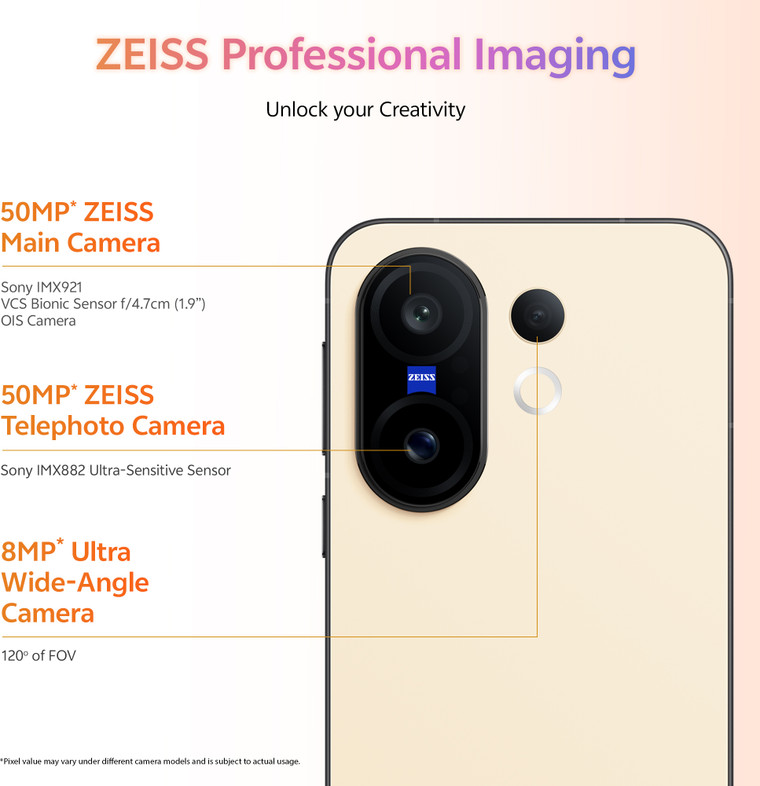 ZEISS Professional Imaging
Unlock your Creativity
50MP* ZEISS
Main Camera
Sony IMX921
VCS Bionic Sensor f/4.7cm (1.9”)
OIS Camera
ZEISS
50MP* ZEISS
Telephoto Camera
Sony IMX882 Ultra-Sensitive Sensor
8MP* Ultra
Wide-Angle
Camera
120º of FOV
*Pixel value may vary under different camera models and is subject to actual usage.